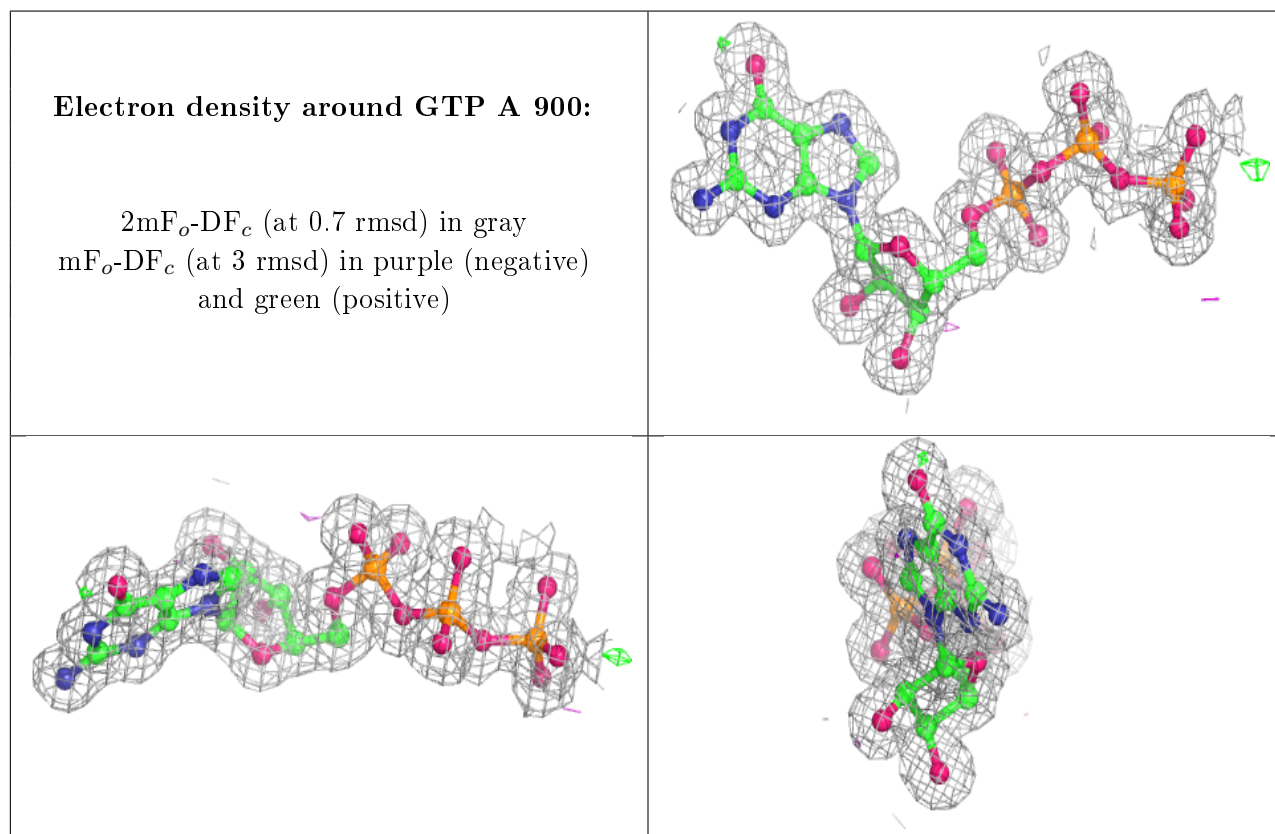 Electron density around GTP A 900:
2mFo-DFc (at 0.7 rmsd) in gray
mFo-DFc (at 3 rmsd) in purple (negative)
and green (positive)